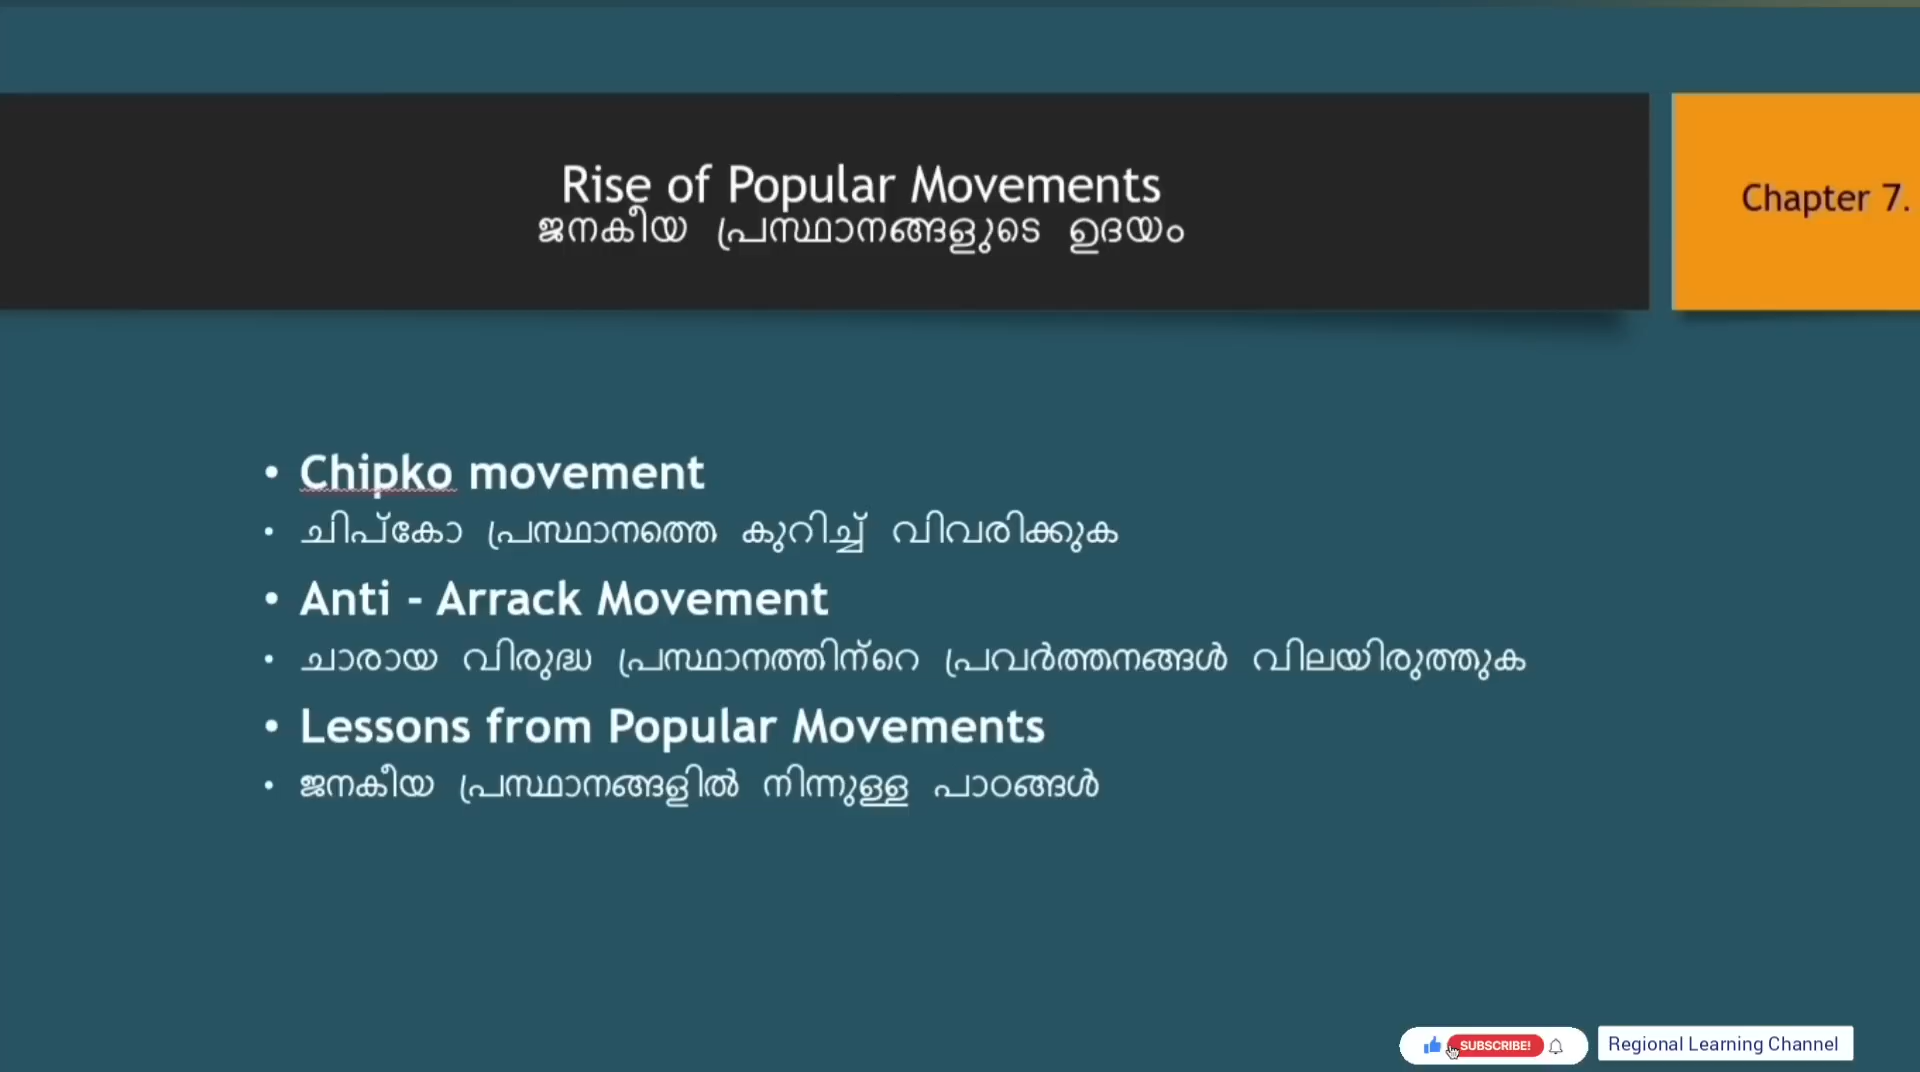 Rise of Popular Movements
ജനകീയ പ്രസ്ഥാനങ്ങളുടെ ഉദയം
Chapter 7.
• Chipko movement
• ചിപ്കോ പ്രസ്ഥാനത്തെ കുറിച്ച് വിവരിക്കുക
• Anti - Arrack Movement
• ചാരായ വിരുദ്ധ പ്രസ്ഥാനത്തിന്റെ പ്രവർത്തനങ്ങൾ വിലയിരുത്തുക
• Lessons from Popular Movements
• ജനകീയ പ്രസ്ഥാനങ്ങളിൽ നിന്നുള്ള പാഠങ്ങൾ
SUBSCRIBE!
Regional Learning Channel